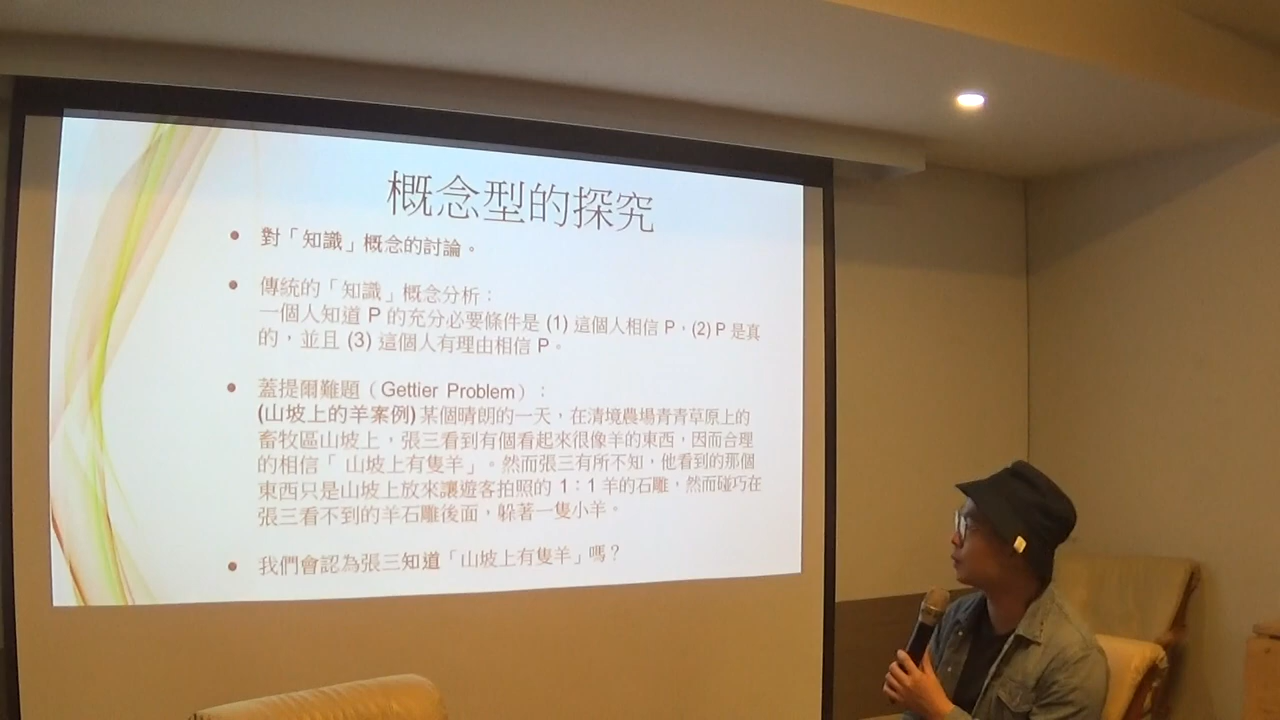 概念型的探究
• 對「知識」概念的討論。
• 傳統的「知識」概念分析：
一個人知道 P 的充分必要條件是 (1) 這個人相信 P，(2) P 是真
的，並且 (3) 這個人有理由相信 P。
• 蓋提爾難題（Gettier Problem）：
(山坡上的羊案例) 某個晴朗的一天，在清境農場青青草原上的
畜牧區山坡上，張三看到有個看起來很像羊的東西，因而合理
的相信「 山坡上有隻羊」。然而張三有所不知，他看到的那個
東西只是山坡上放來讓遊客拍照的 1：1 羊的石雕，然而碰巧在
張三看不到的羊石雕後面，躲著一隻小羊。
• 我們會認為張三知道「山坡上有隻羊」嗎？